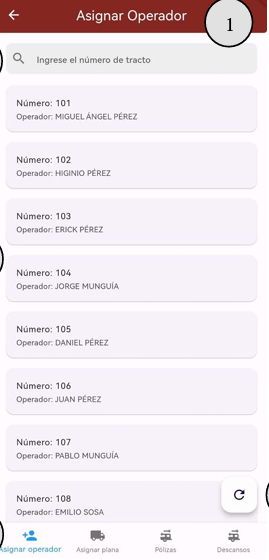 Asignar Operador
1
Ingrese el número de tracto
Número: 101
Operador: MIGUEL ÁNGEL PÉREZ
Número: 102
Operador: HIGINIO PÉREZ
Número: 103
Operador: ERICK PÉREZ
Número: 104
Operador: JORGE MUNGUÍA
Número: 105
Operador: DANIEL PÉREZ
Número: 106
Operador: JUAN PÉREZ
Número: 107
Operador: PABLO MUNGUÍA
Número: 108
Operador: EMILIO SOSA
Asignar operador
Asignar plana
Pólizas
Descansos